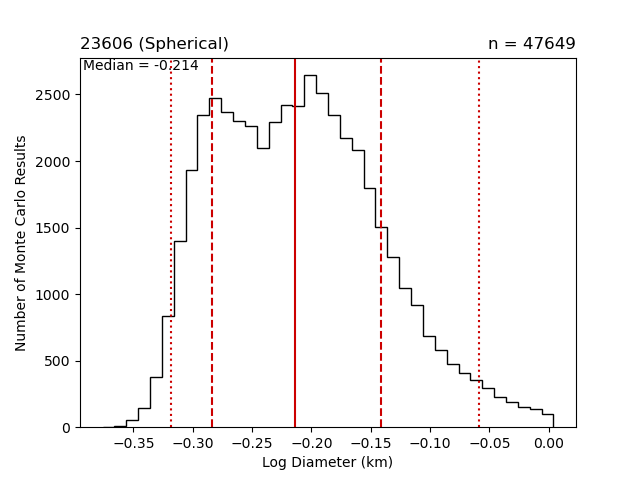 23606 (Spherical)
n = 47649
Median = -0.214
2500
2000
1500
1000
500
0
Number of Monte Carlo Results
−0.35
−0.30
−0.25
−0.20
−0.15
−0.10
−0.05
0.00
Log Diameter (km)